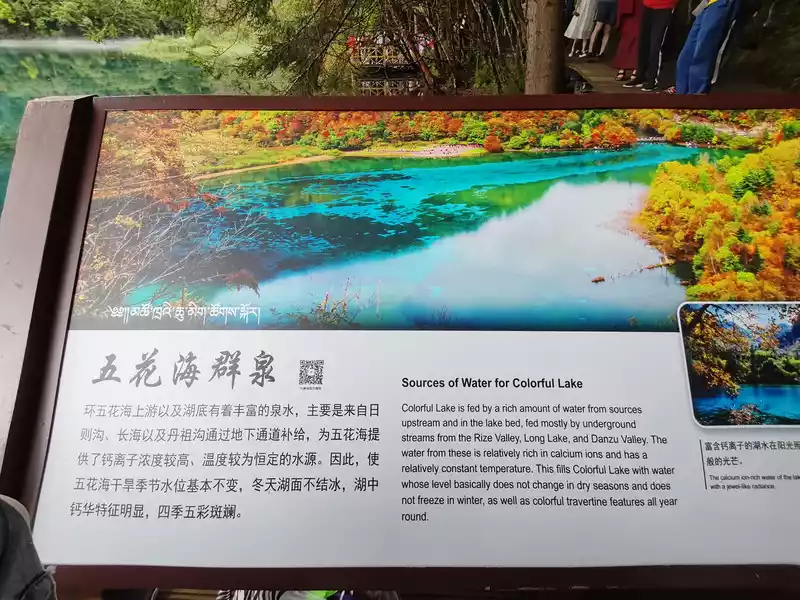 五花海群泉
环五花海上游以及湖底有着丰富的泉水，主要是来自日
则沟、长海以及丹祖沟通过地下通道补给，为五花海提
供了钙离子浓度较高、温度较为恒定的水源。因此，使
五花海干旱季节水位基本不变，冬天湖面不结冰，湖中
钙华特征明显，四季五彩斑斓。
Sources of Water for Colorful Lake
Colorful Lake is fed by a rich amount of water from sources
upstream and in the lake bed, fed mostly by underground
streams from the Rize Valley, Long Lake, and Danzu Valley. The
water from these is relatively rich in calcium ions and has a
relatively constant temperature. This fills Colorful Lake with water
whose level basically does not change in dry seasons and does
not freeze in winter, as well as colorful travertine features all year
round.
富含钙离子的湖水在阳光
般的光芒。
The calcium ion-rich water of the
with a jewel-like radiance.